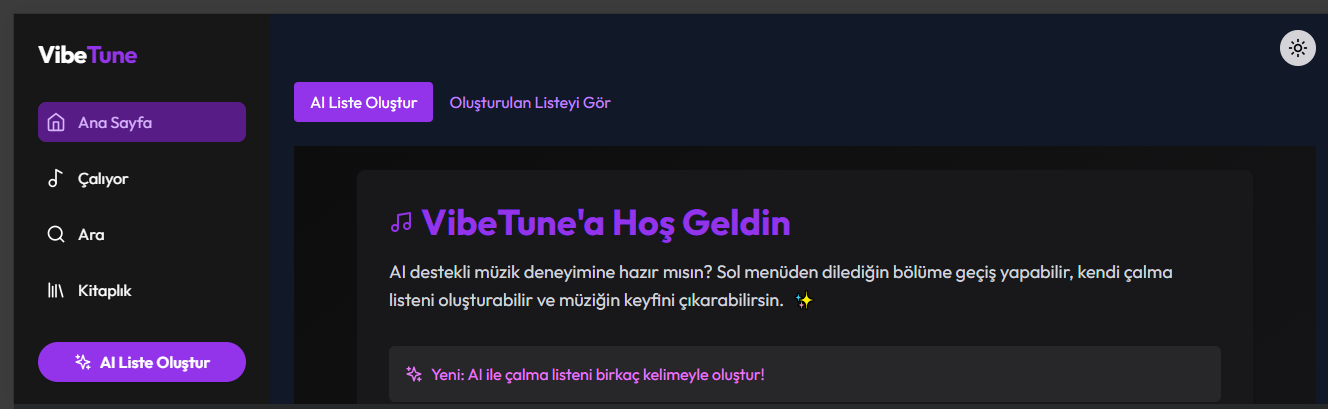 VibeTune
Ana Sayfa
Çalıyor
Ara
Kitaplık
AI Liste Oluştur
AI Liste Oluştur
Oluşturulan Listeyi Gör
VibeTune'a Hoş Geldin
AI destekli müzik deneyimine hazır mısın? Sol menüden dilediğin bölüme geçiş yapabilir, kendi çalma
listeni oluşturabilir ve müziğin keyfini çıkarabilirsin. ✨
Yeni: AI ile çalma listeni birkaç kelimeyle oluştur!